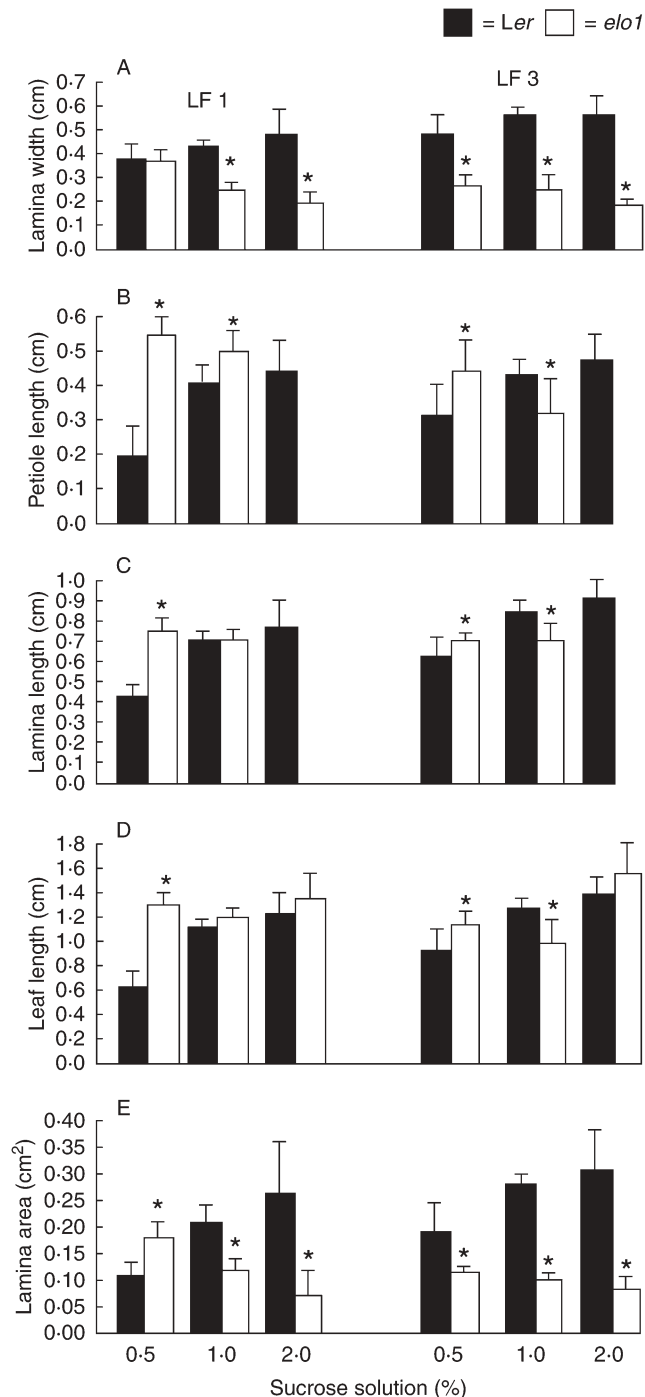 = Ler = elo1
A
LF 1
LF 3
Lamina width (cm)
0·7
0·6
0·5
0·4
0·3
0·2
0·1
0·0
* * * * *
B
Petiole length (cm)
0·6
0·5
0·4
0·3
0·2
0·1
0·0
* * * *
C
Lamina length (cm)
1·0
0·9
0·8
0·7
0·6
0·5
0·4
0·3
0·2
0·1
0·0
* * *
D
Leaf length (cm)
1·8
1·6
1·4
1·2
1·0
0·8
0·6
0·4
0·2
0·0
* * *
E
Lamina area (cm²)
0·40
0·35
0·30
0·25
0·20
0·15
0·10
0·05
0·00
* * * * * *
0·5 1·0 2·0 0·5 1·0 2·0
Sucrose solution (%)